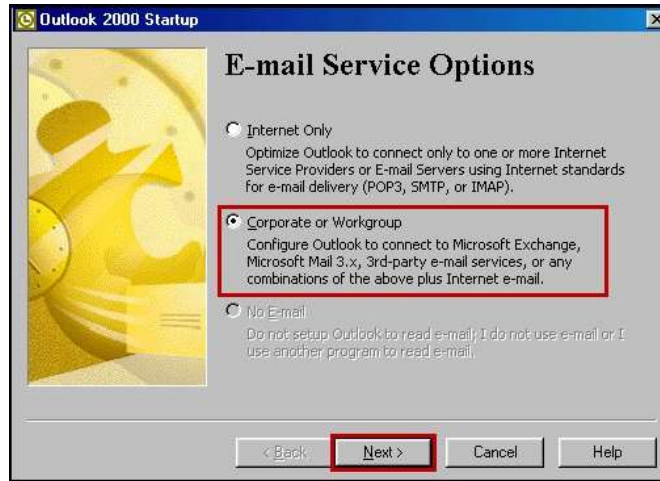 Outlook 2000 Startup
E-mail Service Options
Internet Only
Optimize Outlook to connect only to one or more Internet
Service Providers or E-mail Servers using Internet standards
for e-mail delivery (POP3, SMTP, or IMAP).
Corporate or Workgroup
Configure Outlook to connect to Microsoft Exchange,
Microsoft Mail 3.x, 3rd-party e-mail services, or any
combinations of the above plus Internet e-mail.
No E-mail
Do not setup Outlook to read e-mail; I do not use e-mail or I
use another program to read e-mail.
< Back Next > Cancel Help